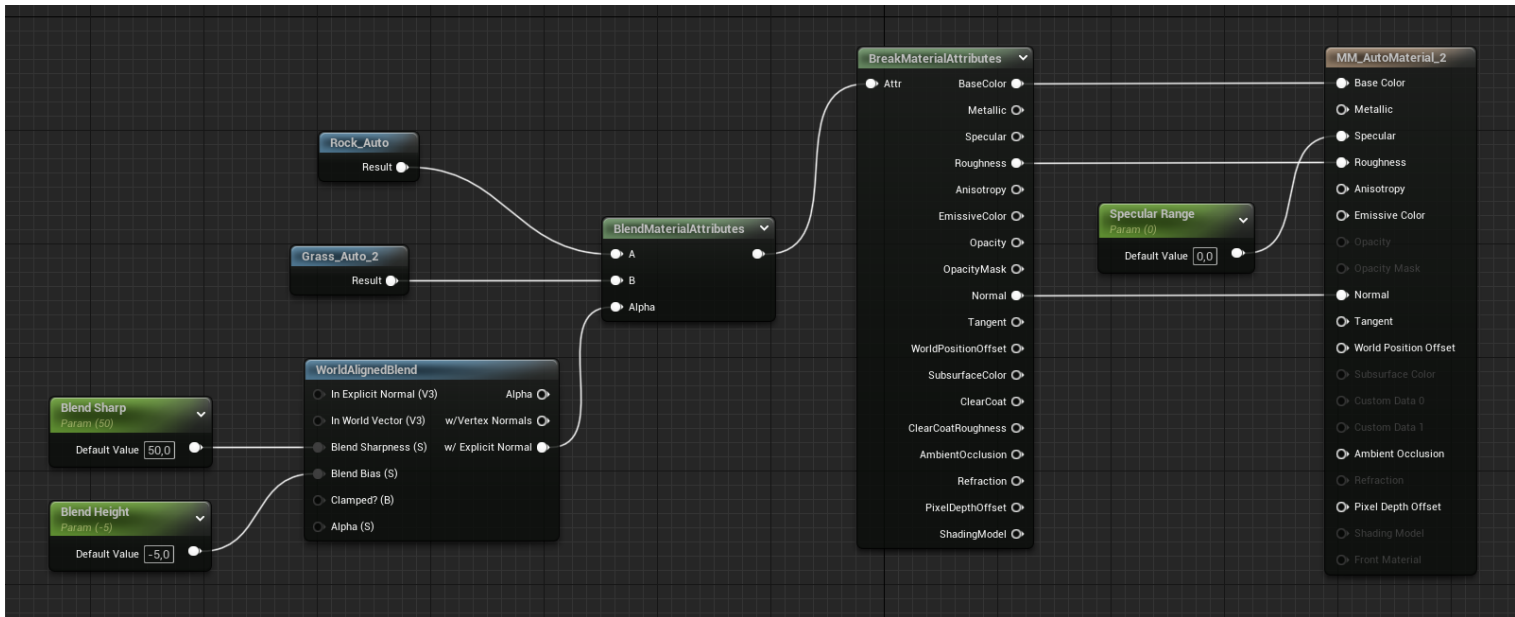 Rock_Auto
Result
Grass_Auto_2
Result
Blend Sharp
Param (50)
Default Value 50,0
Blend Height
Param (-5)
Default Value -5,0
WorldAlignedBlend
In Explicit Normal (V3) Alpha
In World Vector (V3) w/Vertex Normals
Blend Sharpness (S) w/ Explicit Normal
Blend Bias (S)
Clamped? (B)
Alpha (S)
BlendMaterialAttributes
A
B
Alpha
BreakMaterialAttributes
Attr BaseColor
Metallic
Specular
Roughness
Anisotropy
EmissiveColor
Opacity
OpacityMask
Normal
Tangent
WorldPositionOffset
SubsurfaceColor
ClearCoat
ClearCoatRoughness
AmbientOcclusion
Refraction
PixelDepthOffset
ShadingModel
Specular Range
Param (0)
Default Value 0,0
MM_AutoMaterial_2
Base Color
Metallic
Specular
Roughness
Anisotropy
Emissive Color
Opacity
Opacity Mask
Normal
Tangent
World Position Offset
Subsurface Color
Custom Data 0
Custom Data 1
Ambient Occlusion
Refraction
Pixel Depth Offset
Shading Model
Front Material